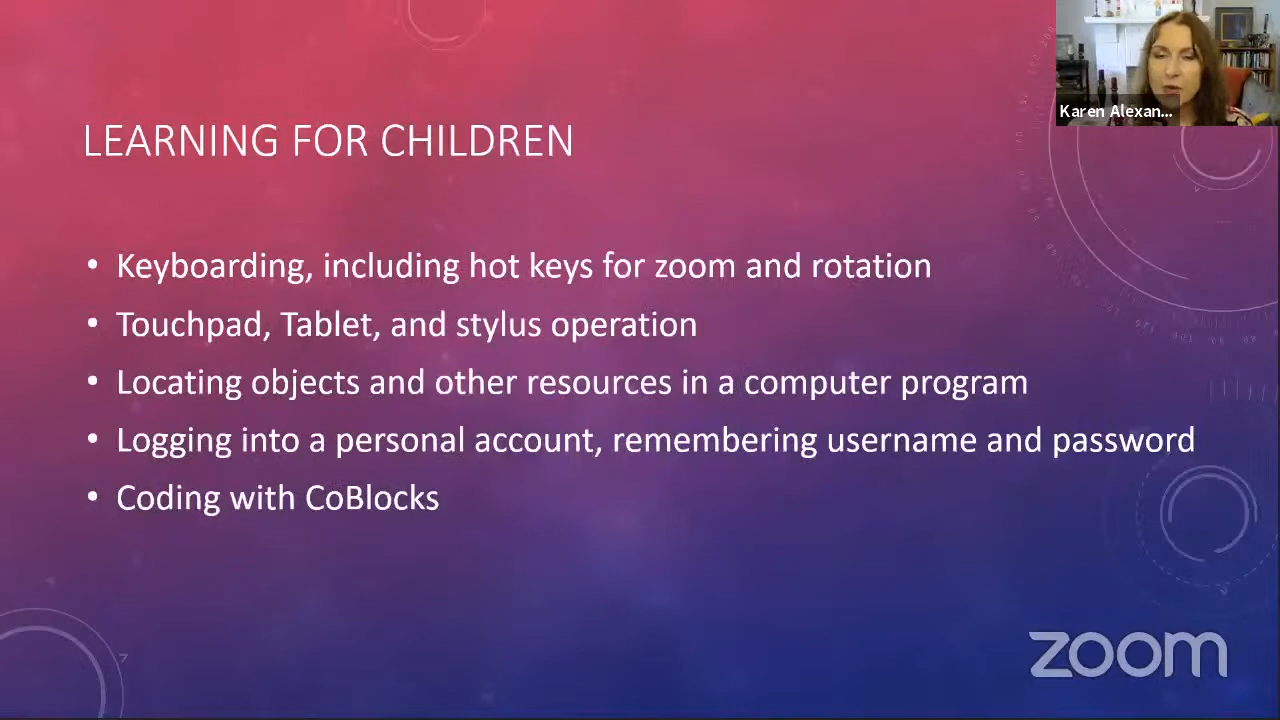 Karen Alexan...
LEARNING FOR CHILDREN
• Keyboarding, including hot keys for zoom and rotation
• Touchpad, Tablet, and stylus operation
• Locating objects and other resources in a computer program
• Logging into a personal account, remembering username and password
• Coding with CoBlocks
zoom